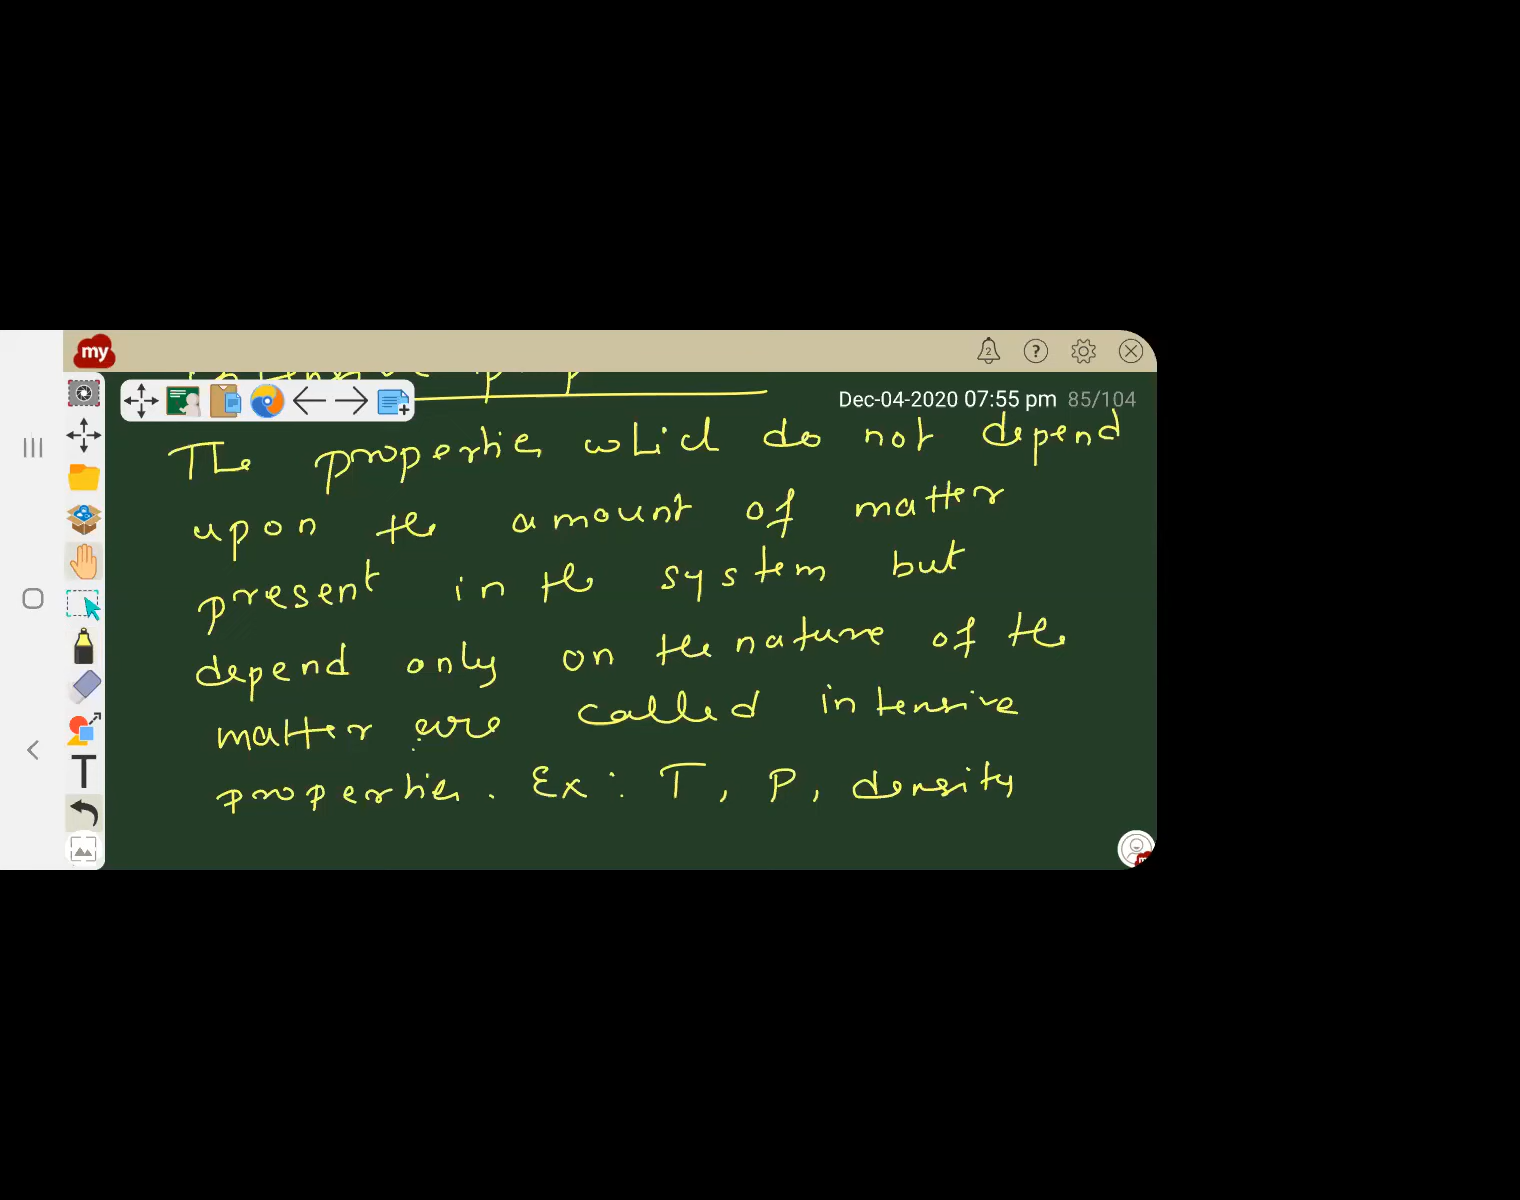 my
2
?
Dec-04-2020 07:55 pm 85/104
The properties which do not depend
upon the amount of matter
present in the system but
depend only on the nature of the
matter are called intensive
properties. Ex: T, P, density
T